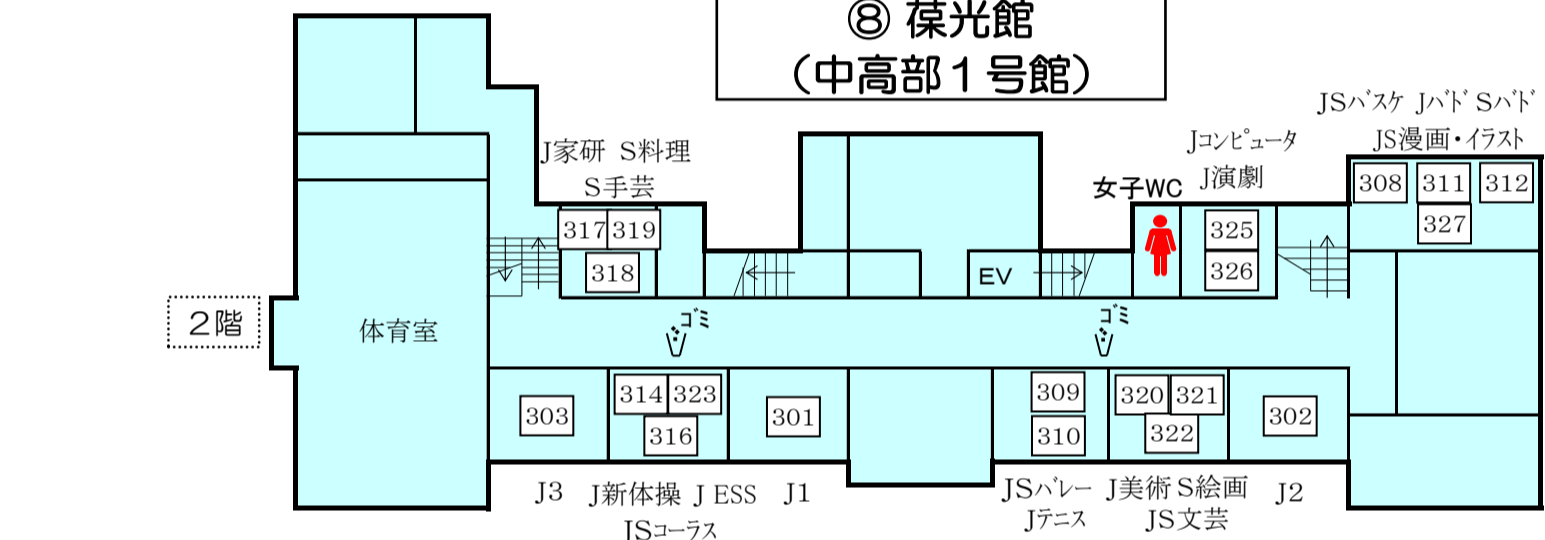 ⑧ 葆光館
（中高部１号館）
JSバスケ Jバド Sバド
JS漫画・イラスト
J家研 S料理
S手芸
Jコンピュータ
J演劇
女子WC
308 311 312
327
317 319
318
325
326
EV
２階
体育室
ゴミ
ゴミ
303
314 323
316
301
309
310
320 321
322
302
J3
J新体操 J ESS
JSコーラス
J1
JSバレー
Jテニス
J美術 S絵画
JS文芸
J2